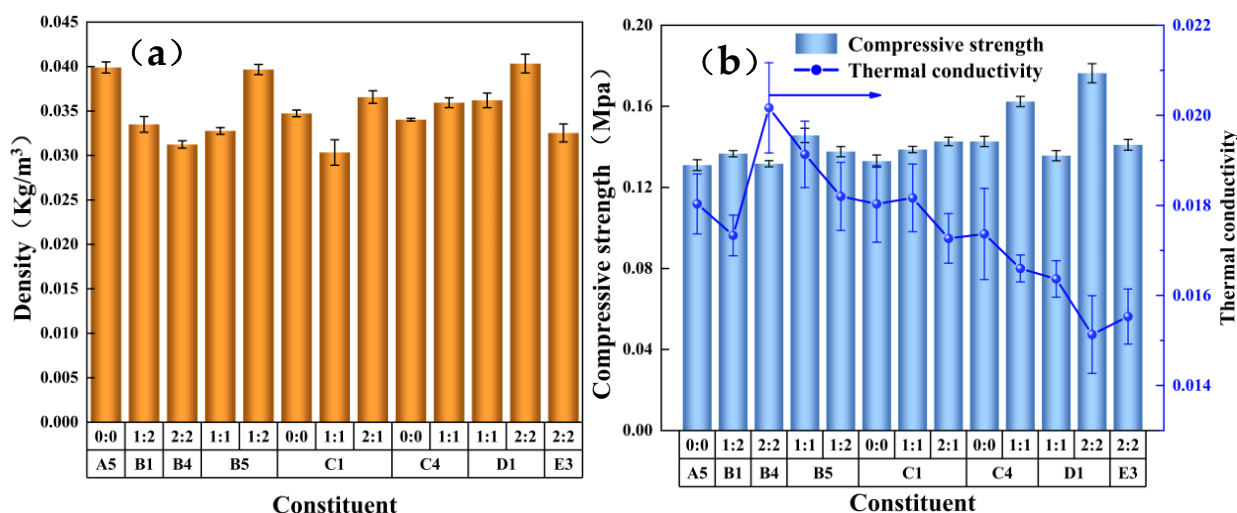 (a)
Density（Kg/m³）
0.045
0.040
0.035
0.030
0.025
0.020
0.015
0.010
0.005
0.000
0:0 1:2 2:2 1:1 1:2 0:0 1:1 2:1 0:0 1:1 1:1 2:2 2:2
A5 B1 B4 B5 C1 C4 D1 E3
Constituent
(b)
Compressive strength
Thermal conductivity
Compressive strength（Mpa）
0.20
0.16
0.12
0.08
0.04
0.00
0.022
0.020
0.018
0.016
0.014
Thermal conductivity
0:0 1:2 2:2 1:1 1:2 0:0 1:1 2:1 0:0 1:1 1:1 2:2 2:2
A5 B1 B4 B5 C1 C4 D1 E3
Constituent